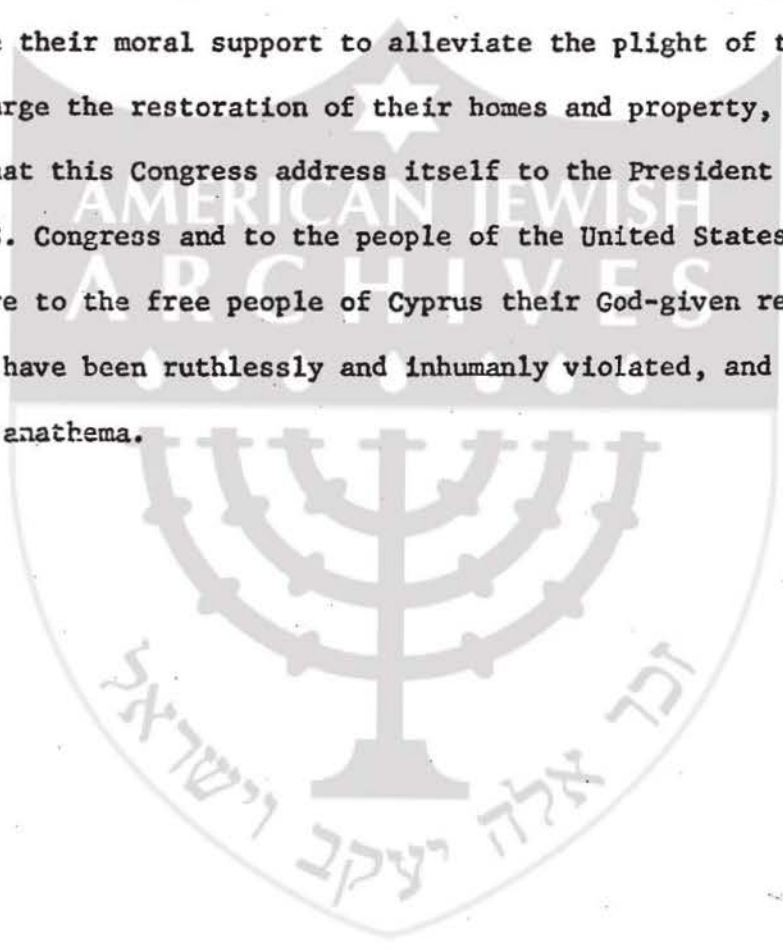 their moral support to alleviate the plight of
urge the restoration of their homes and property,
at this Congress address itself to the President
AMERICAN JEWISH
. Congress and to the people of the United States
ARCHIVES
e to the free people of Cyprus their God-given re
have been ruthlessly and inhumanly violated, and
anathema.
זכר אלה יעקב וישראל